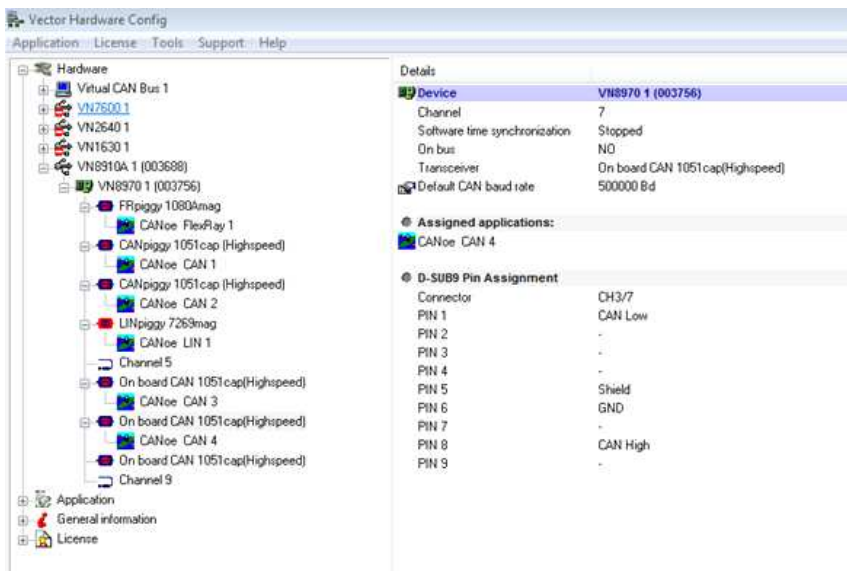 Vector Hardware Config
Application License Tools Support Help
Hardware
Virtual CAN Bus 1
VN7600 1
VN2640 1
VN1630 1
VN8910A 1 (003688)
VN8970 1 (003756)
FRpiggy 1080Amag
CANoe FlexRay 1
CANpiggy 1051cap (Highspeed)
CANoe CAN 1
CANpiggy 1051cap (Highspeed)
CANoe CAN 2
LINpiggy 7269mag
CANoe LIN 1
Channel 5
On board CAN 1051cap(Highspeed)
CANoe CAN 3
On board CAN 1051cap(Highspeed)
CANoe CAN 4
On board CAN 1051cap(Highspeed)
Channel 9
Application
General information
License
Details
Device VN8970 1 (003756)
Channel 7
Software time synchronization Stopped
On bus NO
Transceiver On board CAN 1051cap(Highspeed)
Default CAN baud rate 500000 Bd
Assigned applications:
CANoe CAN 4
D-SUB9 Pin Assignment
Connector CH3/7
PIN 1 CAN Low
PIN 2 -
PIN 3 -
PIN 4 -
PIN 5 Shield
PIN 6 GND
PIN 7 -
PIN 8 CAN High
PIN 9 -